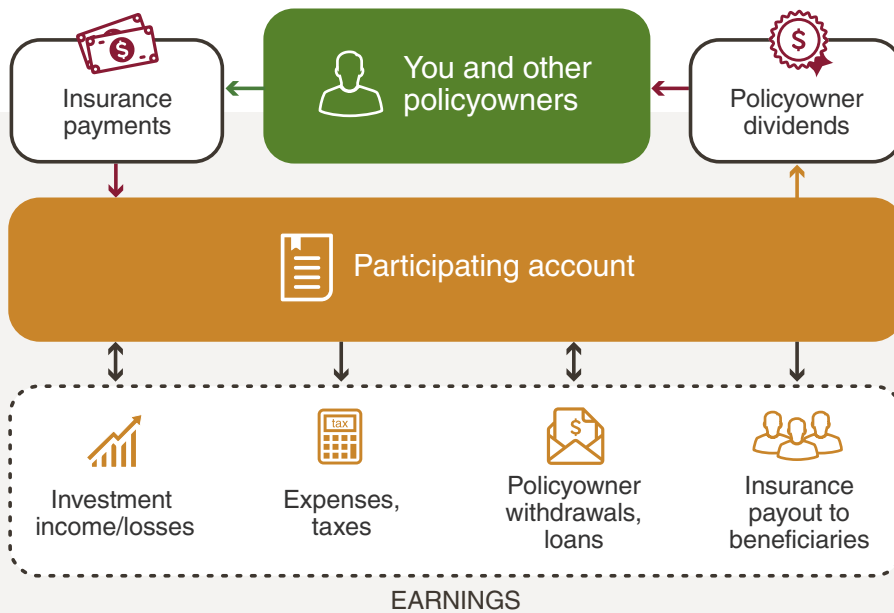 Insurance
payments
You and other
policyowners
Policyowner
dividends
$
$
Participating account
Investment
income/losses
tax
Expenses,
taxes
$
Policyowner
withdrawals,
loans
Insurance
payout to
beneficiaries
EARNINGS